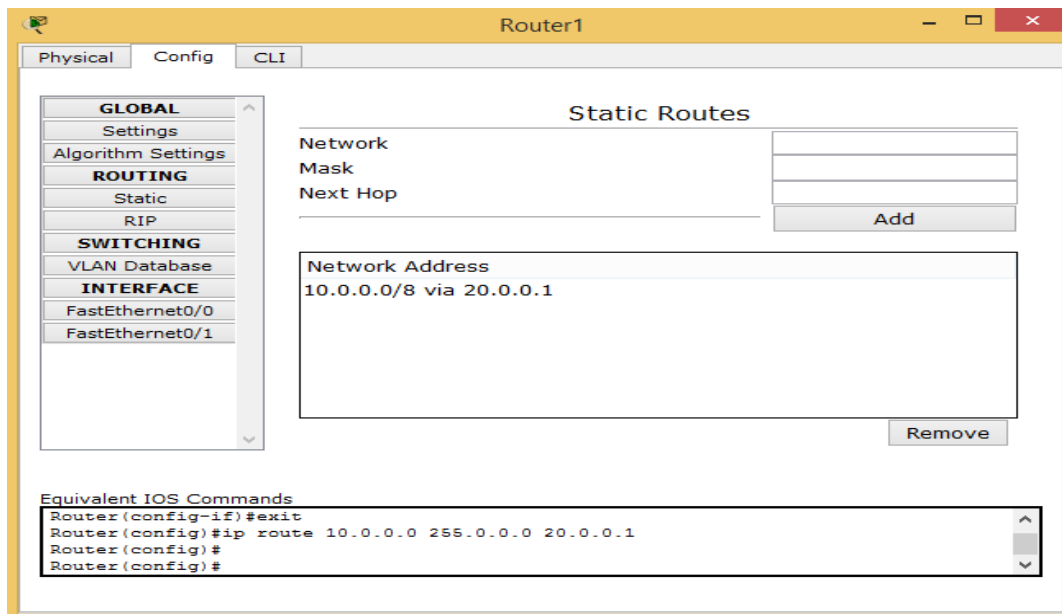 Router1
Physical Config CLI
GLOBAL
Settings
Algorithm Settings
ROUTING
Static
RIP
SWITCHING
VLAN Database
INTERFACE
FastEthernet0/0
FastEthernet0/1
Static Routes
Network
Mask
Next Hop
Add
Network Address
10.0.0.0/8 via 20.0.0.1
Remove
Equivalent IOS Commands
Router(config-if)#exit
Router(config)#ip route 10.0.0.0 255.0.0.0 20.0.0.1
Router(config)#
Router(config)#